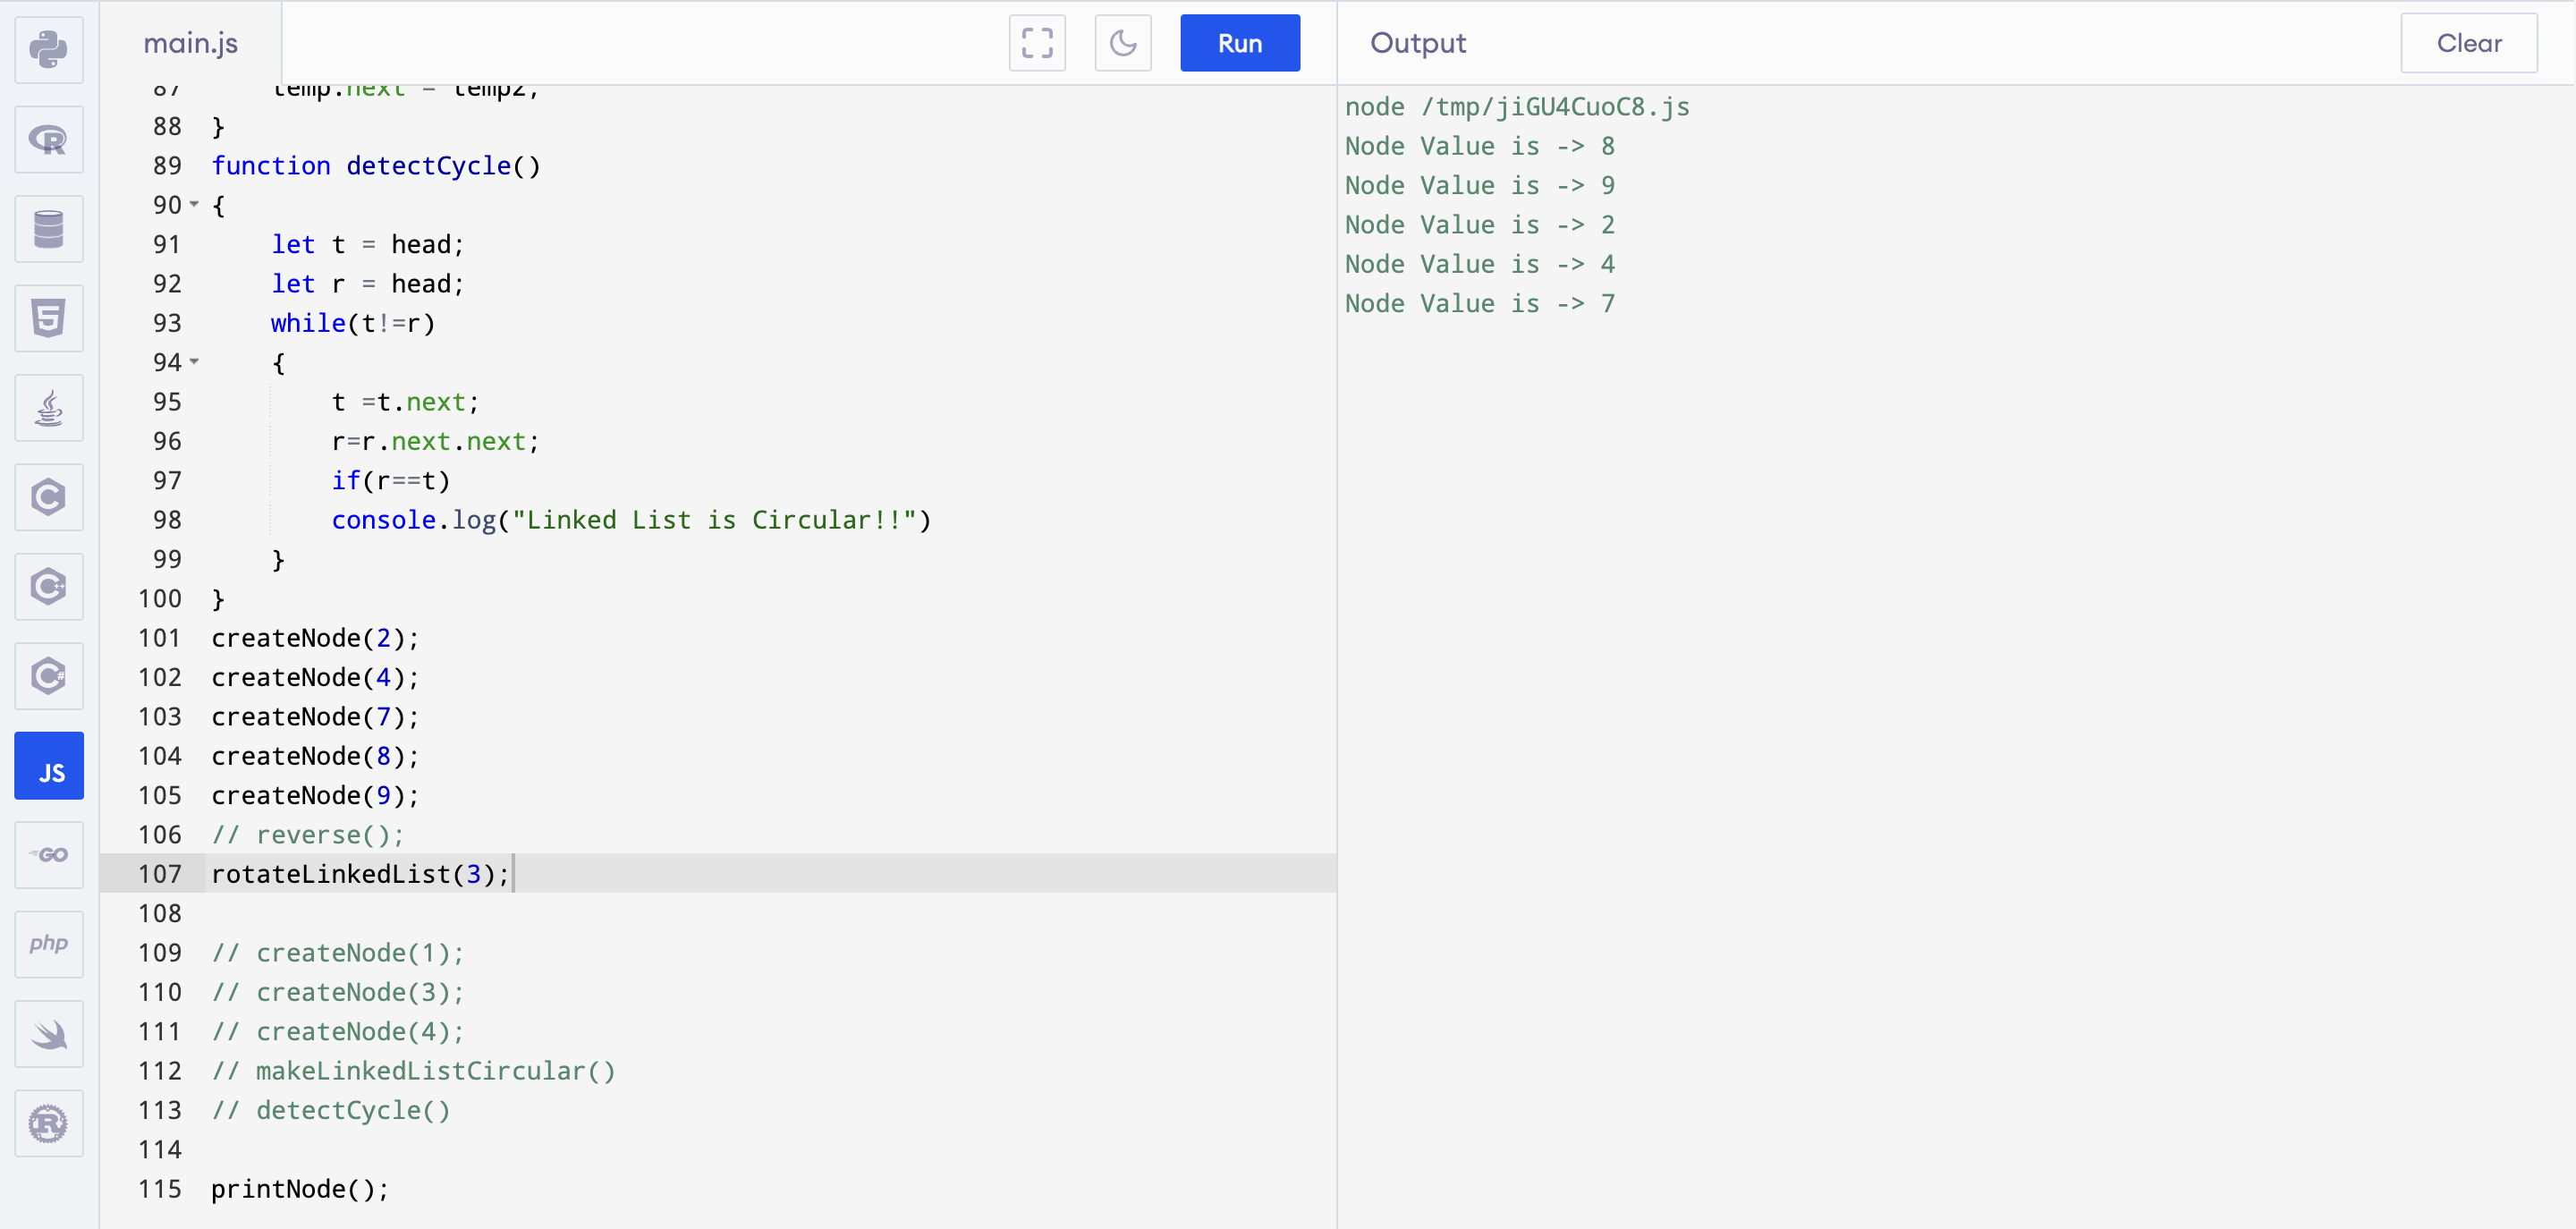 main.js
Run
Output
Clear
87 temp.next = temp2;
88 }
89 function detectCycle()
90 {
91 let t = head;
92 let r = head;
93 while(t!=r)
94 {
95 t =t.next;
96 r=r.next.next;
97 if(r==t)
98 console.log("Linked List is Circular!!")
99 }
100 }
101 createNode(2);
102 createNode(4);
103 createNode(7);
104 createNode(8);
105 createNode(9);
106 // reverse();
107 rotateLinkedList(3);
108
109 // createNode(1);
110 // createNode(3);
111 // createNode(4);
112 // makeLinkedListCircular()
113 // detectCycle()
114
115 printNode();
node /tmp/jiGU4CuoC8.js
Node Value is -> 8
Node Value is -> 9
Node Value is -> 2
Node Value is -> 4
Node Value is -> 7
R
5
C
C++
C#
JS
GO
php
R